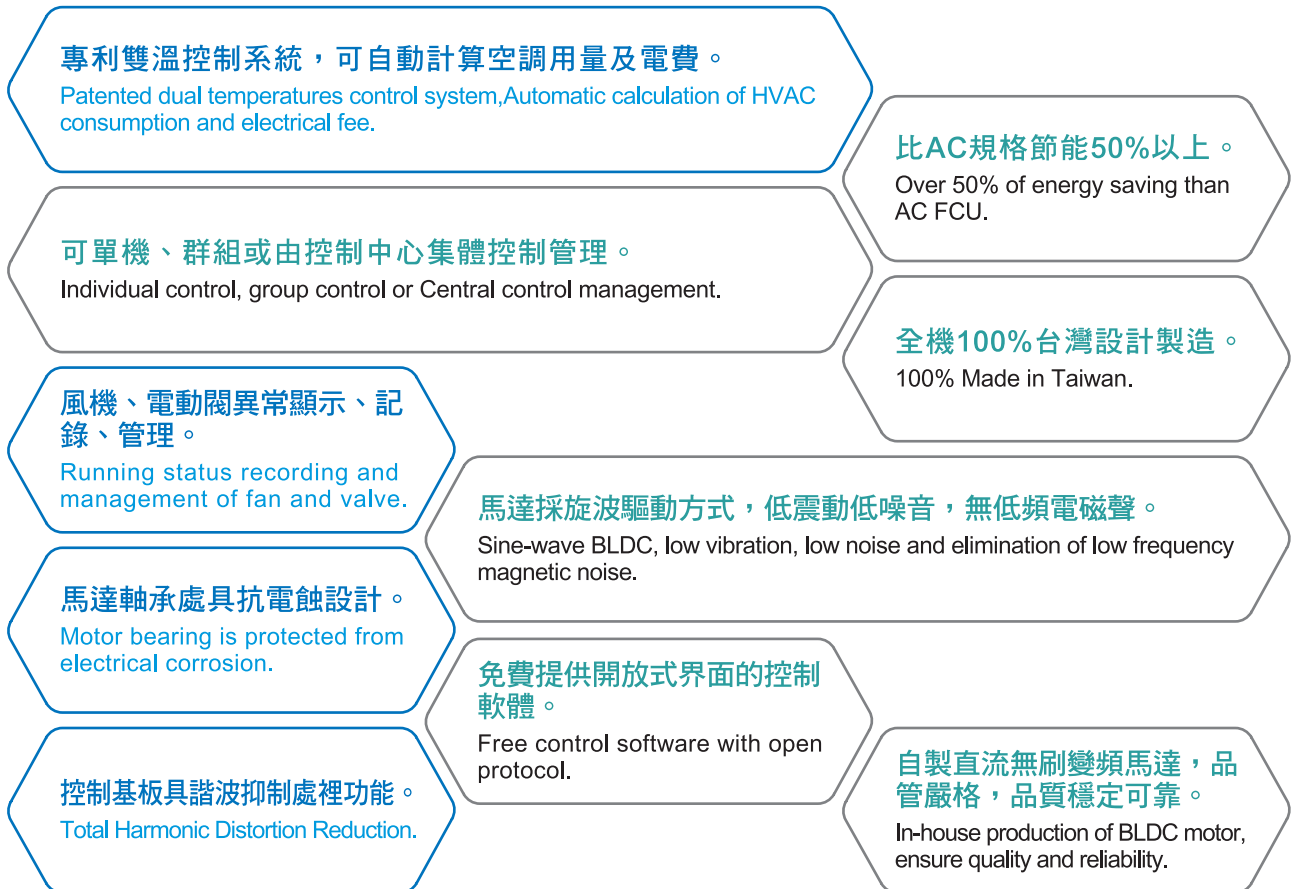 專利雙溫控制系統，可自動計算空調用量及電費。
Patented dual temperatures control system,Automatic calculation of HVAC
consumption and electrical fee.
比AC規格節能50%以上。
Over 50% of energy saving than
AC FCU.
可單機、群組或由控制中心集體控制管理。
Individual control, group control or Central control management.
全機100%台灣設計製造。
100% Made in Taiwan.
風機、電動閥異常顯示、記
錄、管理。
Running status recording and
management of fan and valve.
馬達採旋波驅動方式，低震動低噪音，無低頻電磁聲。
Sine-wave BLDC, low vibration, low noise and elimination of low frequency
magnetic noise.
馬達軸承處具抗電蝕設計。
Motor bearing is protected from
electrical corrosion.
免費提供開放式界面的控制
軟體。
Free control software with open
protocol.
控制基板具諧波抑制處裡功能。
Total Harmonic Distortion Reduction.
自製直流無刷變頻馬達，品
管嚴格，品質穩定可靠。
In-house production of BLDC motor,
ensure quality and reliability.